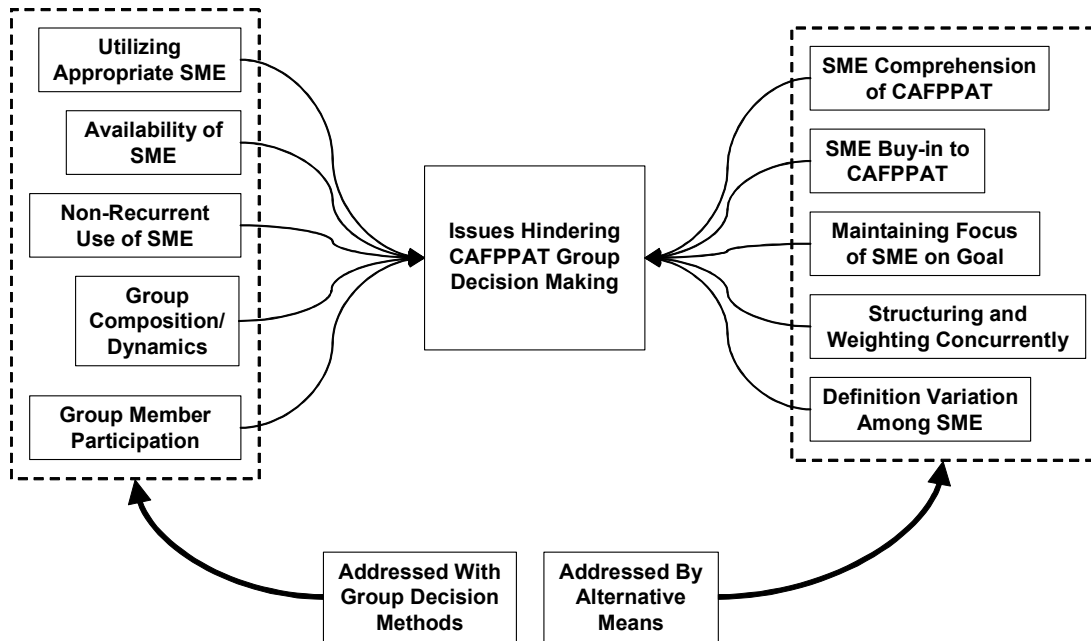 Utilizing
Appropriate SME
Availability of
SME
Non-Recurrent
Use of SME
Group
Composition/
Dynamics
Group Member
Participation
Issues Hindering
CAFPPAT Group
Decision Making
SME Comprehension
of CAFPPAT
SME Buy-in to
CAFPPAT
Maintaining Focus
of SME on Goal
Structuring and
Weighting Concurrently
Definition Variation
Among SME
Addressed With
Group Decision
Methods
Addressed By
Alternative
Means